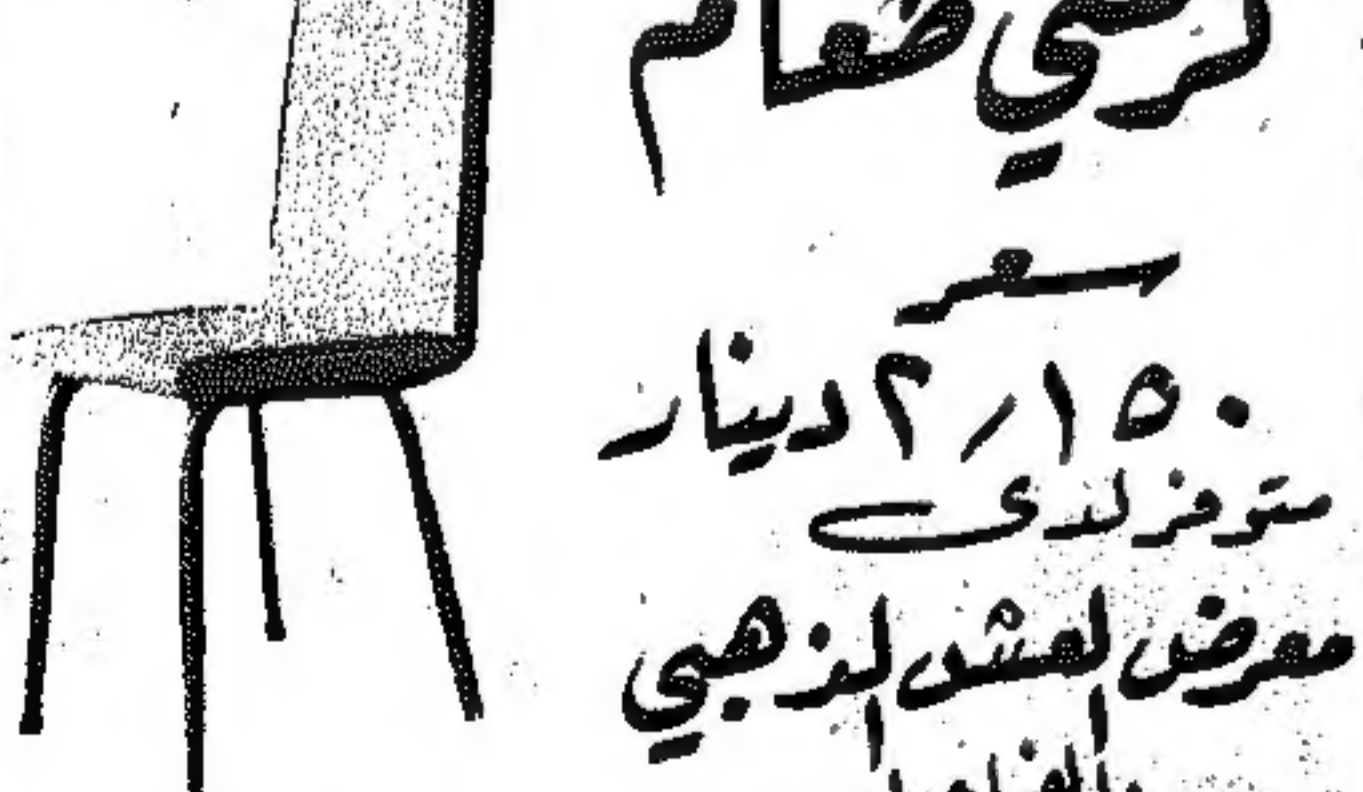 كرسي طعام
سعر
٢٫١٥٠ دينار
متوفر لدى
معرض العش الذهبي